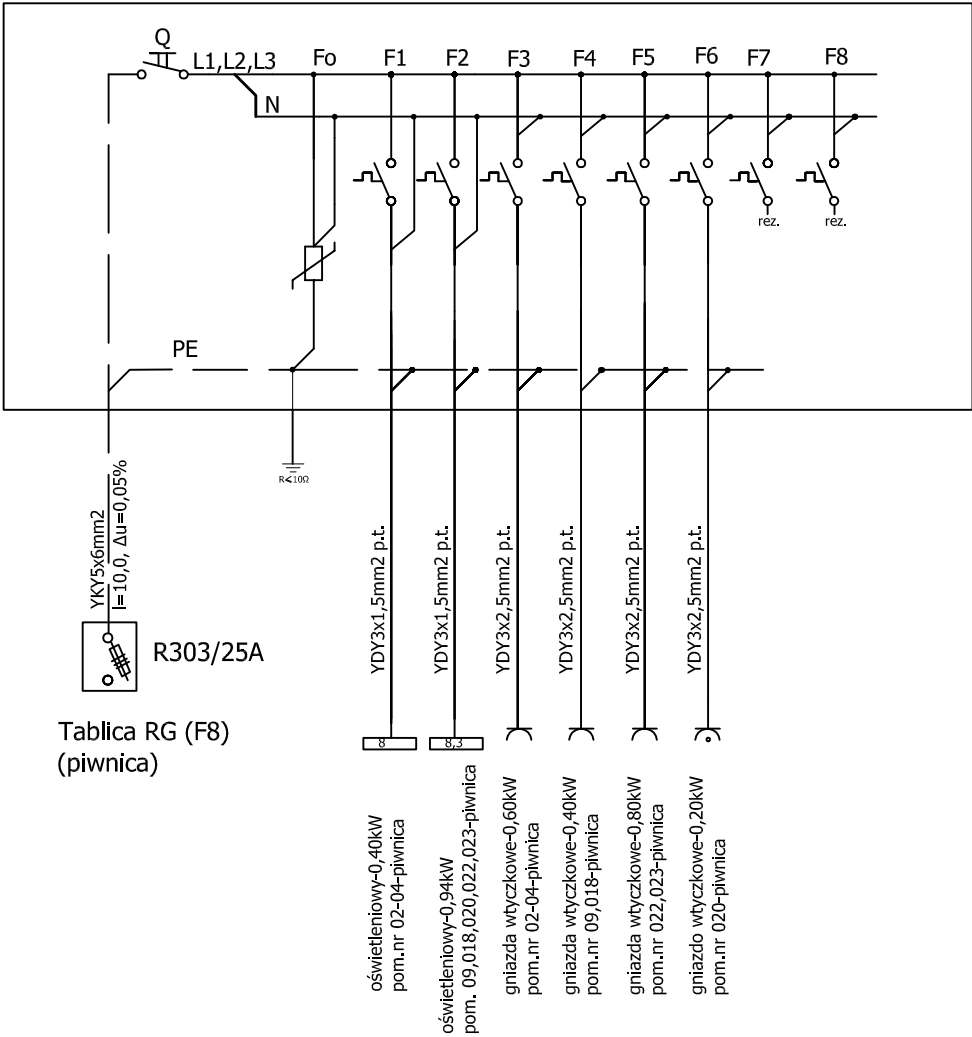 Q
L1,L2,L3
Fo
F1
F2
F3
F4
F5
F6
F7
F8
N
rez.
rez.
PE
R≤10Ω
YKY5x6mm2
l=10,0, Δu=0,05%
R303/25A
Tablica RG (F8)
(piwnica)
YDY3x1,5mm2 p.t.
YDY3x1,5mm2 p.t.
YDY3x2,5mm2 p.t.
YDY3x2,5mm2 p.t.
YDY3x2,5mm2 p.t.
YDY3x2,5mm2 p.t.
8
8,3
oświetleniowy-0,40kW
pom.nr 02-04-piwnica
oświetleniowy-0,94kW
pom. 09,018,020,022,023-piwnica
gniazda wtyczkowe-0,60kW
pom.nr 02-04-piwnica
gniazda wtyczkowe-0,40kW
pom.nr 09,018-piwnica
gniazda wtyczkowe-0,80kW
pom.nr 022,023-piwnica
gniazdo wtyczkowe-0,20kW
pom.nr 020-piwnica